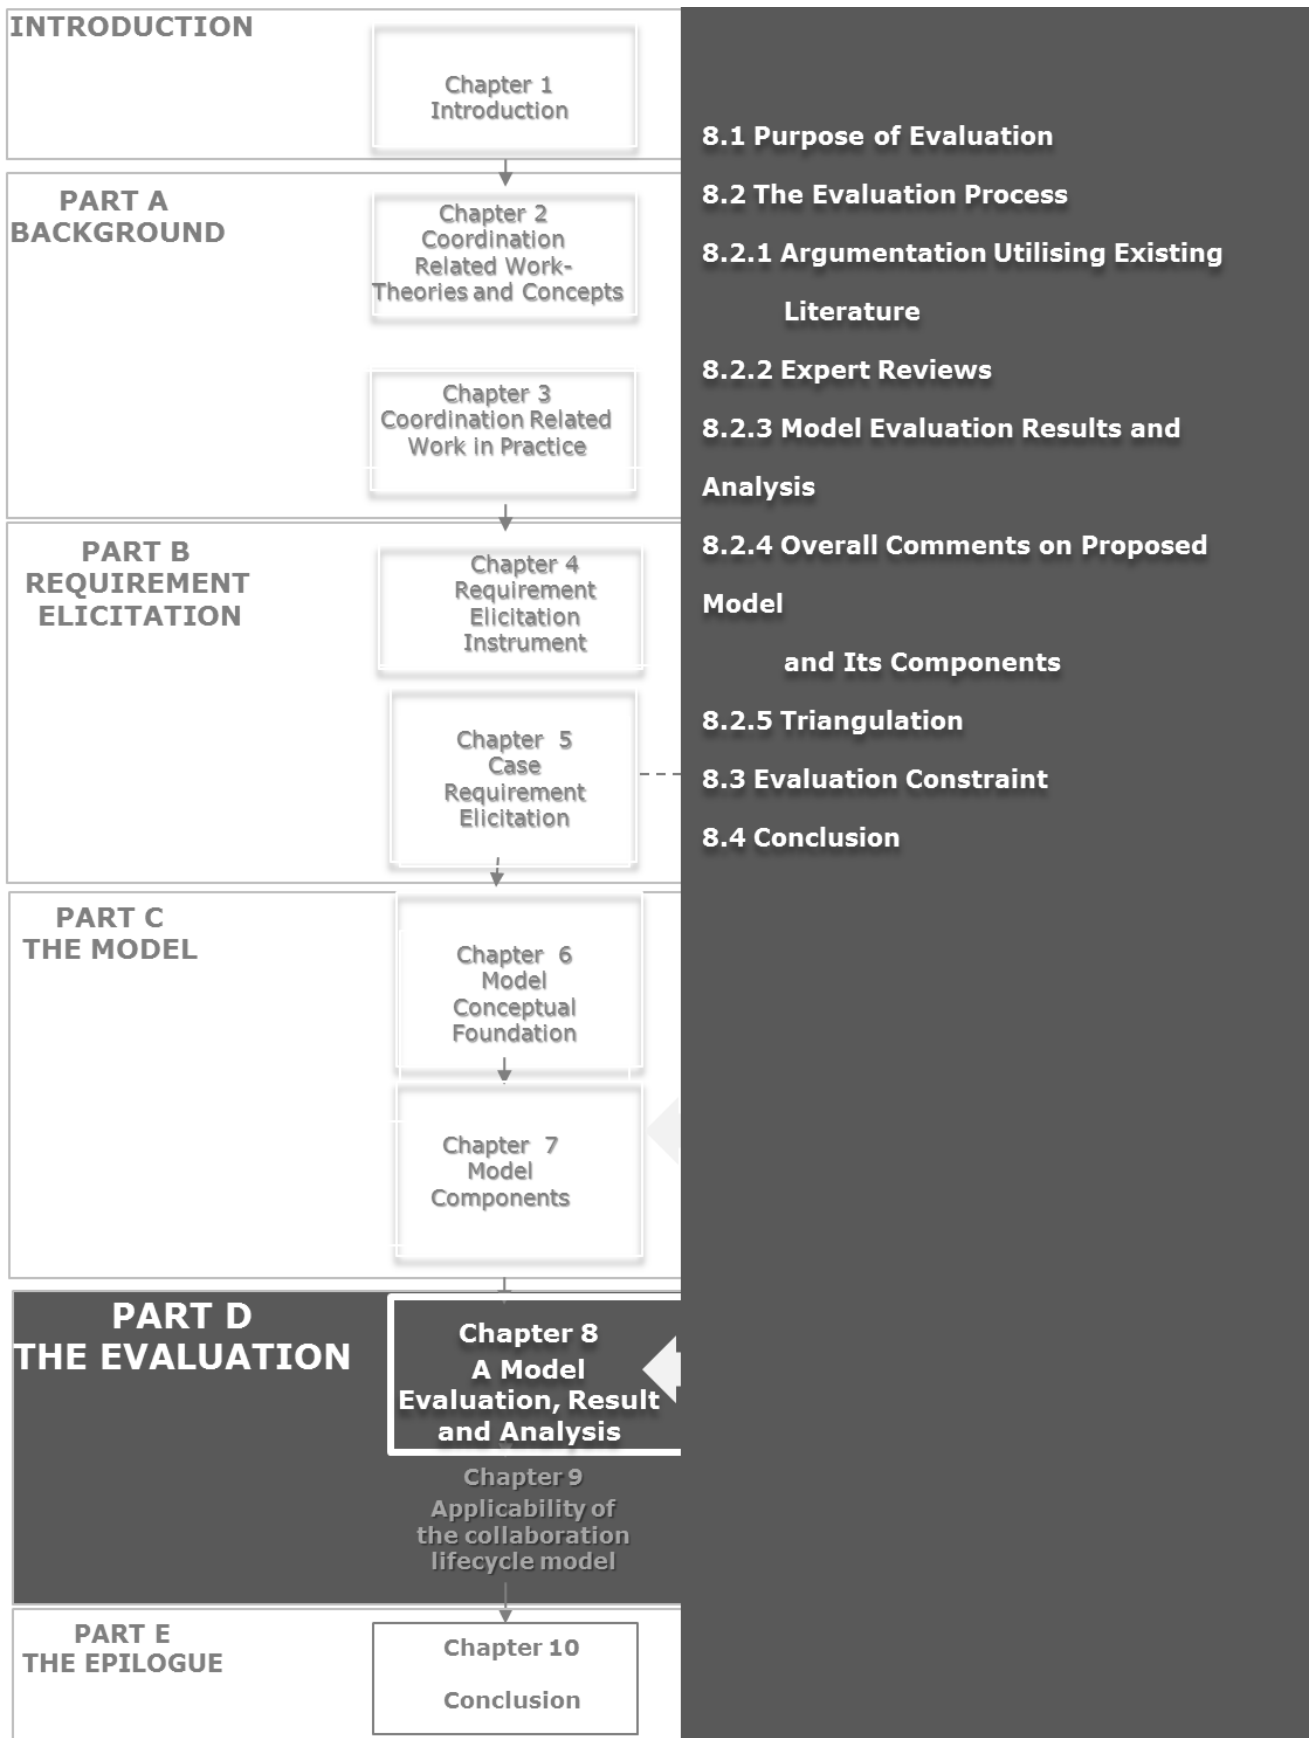 INTRODUCTION
Chapter 1
Introduction
PART A
BACKGROUND
Chapter 2
Coordination
Related Work-
Theories and Concepts
Chapter 3
Coordination Related
Work in Practice
PART B
REQUIREMENT
ELICITATION
Chapter 4
Requirement
Elicitation
Instrument
Chapter 5
Case
Requirement
Elicitation
PART C
THE MODEL
Chapter 6
Model
Conceptual
Foundation
Chapter 7
Model
Components
PART D
THE EVALUATION
Chapter 8
A Model
Evaluation, Result
and Analysis
Chapter 9
Applicability of
the collaboration
lifecycle model
PART E
THE EPILOGUE
Chapter 10
Conclusion
8.1 Purpose of Evaluation
8.2 The Evaluation Process
8.2.1 Argumentation Utilising Existing
Literature
8.2.2 Expert Reviews
8.2.3 Model Evaluation Results and
Analysis
8.2.4 Overall Comments on Proposed
Model
and Its Components
8.2.5 Triangulation
8.3 Evaluation Constraint
8.4 Conclusion